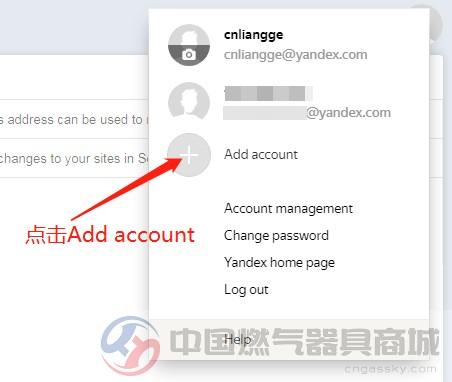 cnliangge
cnliangge@yandex.com
@yandex.com
s address can be used to
Add account
changes to your sites in Se
点击Add account
Account management
Change password
Yandex home page
Log out
Help
中国燃气器具商城
cngassky.com